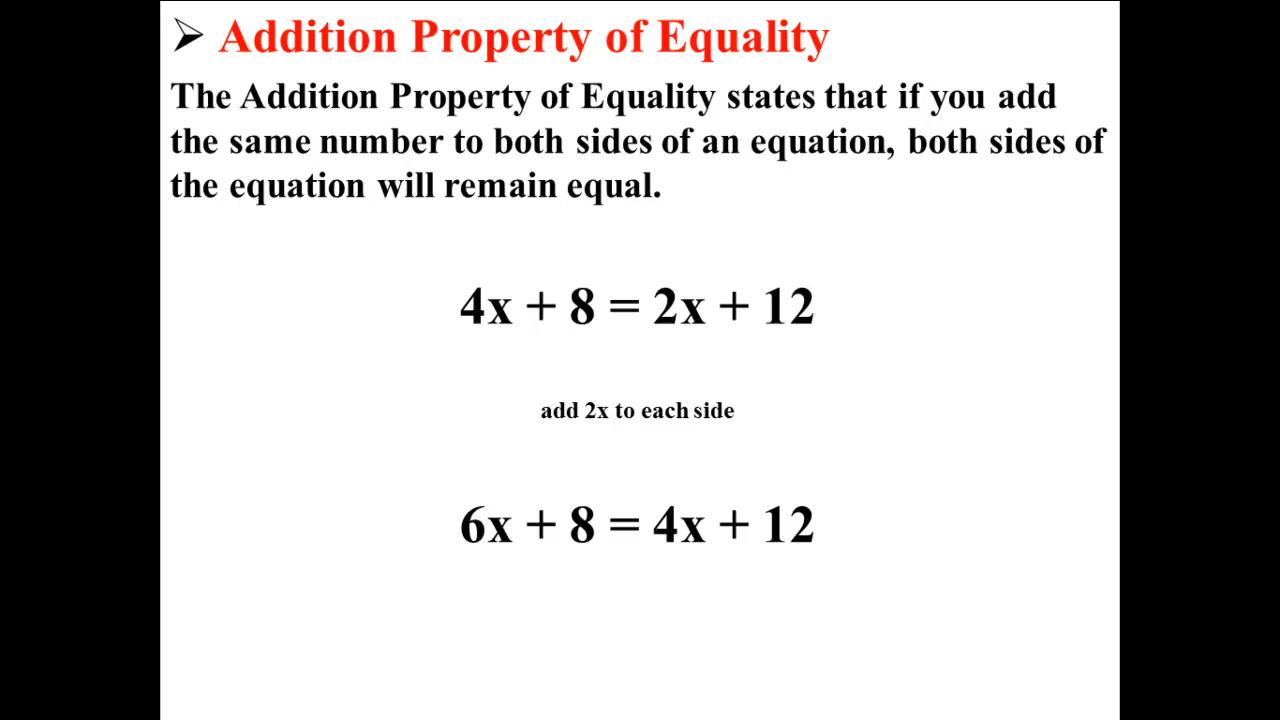 ➢ Addition Property of Equality
The Addition Property of Equality states that if you add
the same number to both sides of an equation, both sides of
the equation will remain equal.
4x + 8 = 2x + 12
add 2x to each side
6x + 8 = 4x + 12